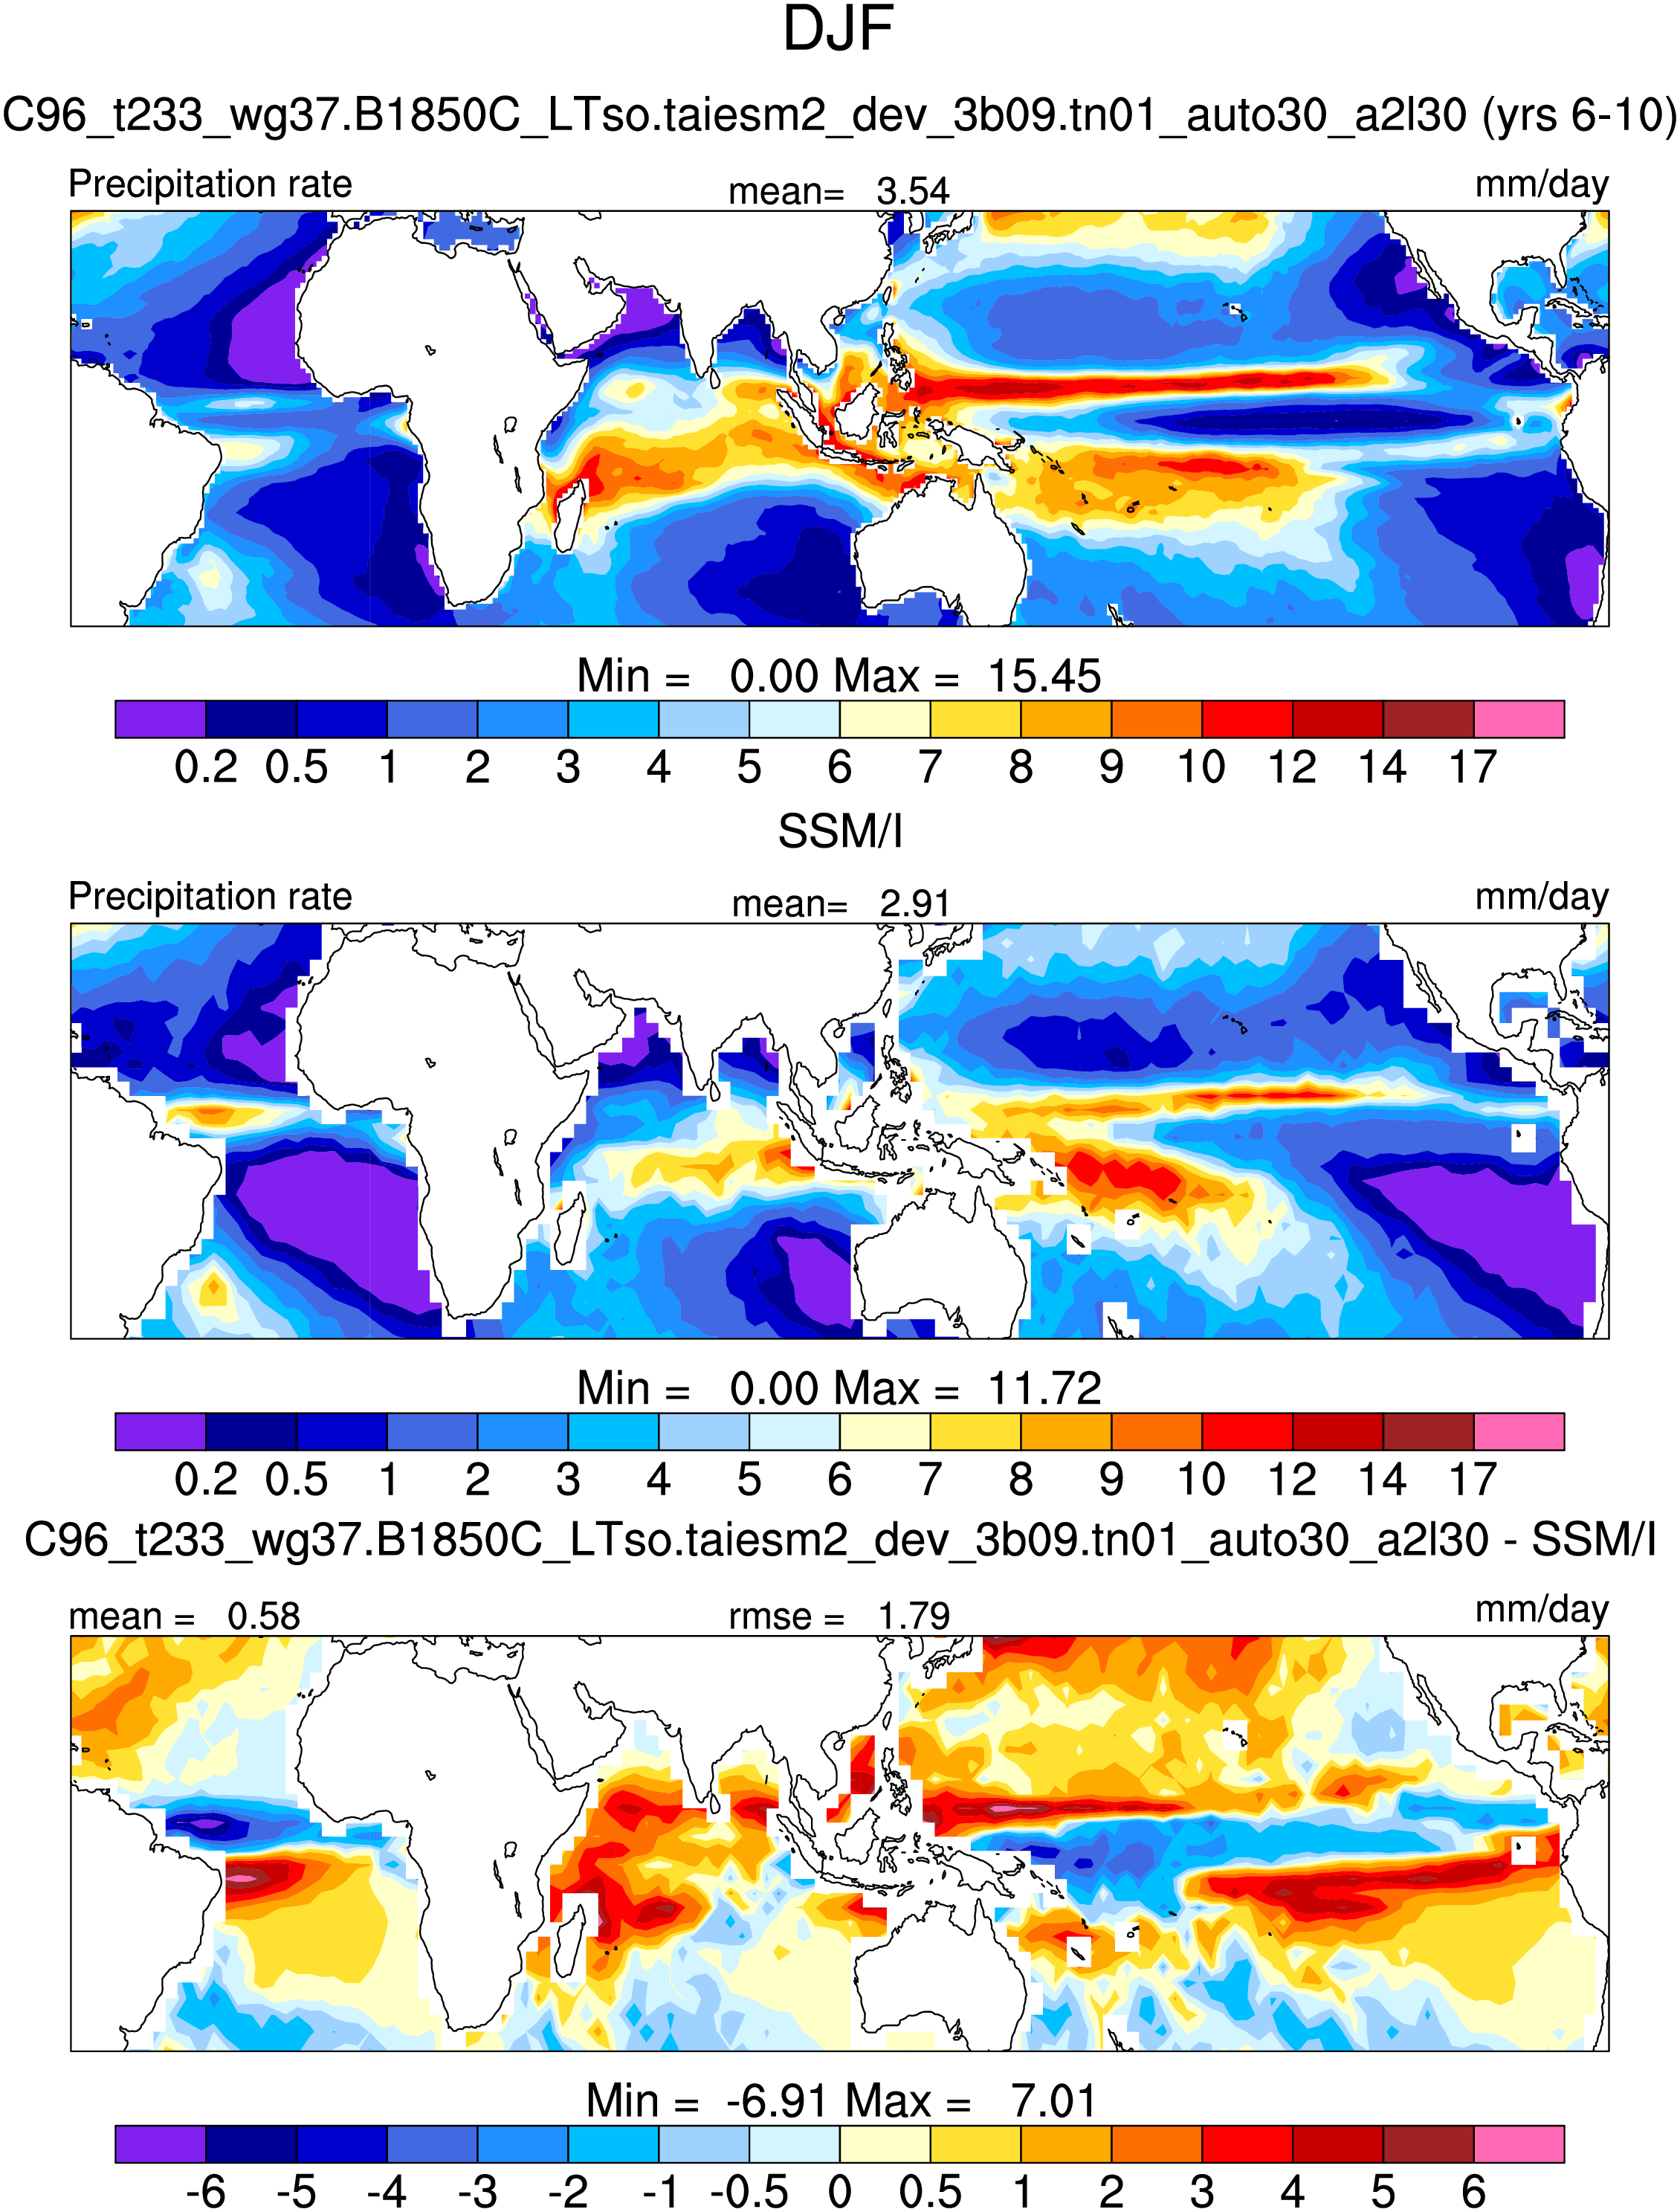 DJF
C96_t233_wg37.B1850C_LTso.taiesm2_dev_3b09.tn01_auto30_a2l30 (yrs 6-10)
Precipitation rate mean= 3.54 mm/day
Min = 0.00 Max = 15.45
0.2 0.5 1 2 3 4 5 6 7 8 9 10 12 14 17
SSM/I
Precipitation rate mean= 2.91 mm/day
Min = 0.00 Max = 11.72
0.2 0.5 1 2 3 4 5 6 7 8 9 10 12 14 17
C96_t233_wg37.B1850C_LTso.taiesm2_dev_3b09.tn01_auto30_a2l30 - SSM/I
mean = 0.58 rmse = 1.79 mm/day
Min = -6.91 Max = 7.01
-6 -5 -4 -3 -2 -1 -0.5 0 0.5 1 2 3 4 5 6